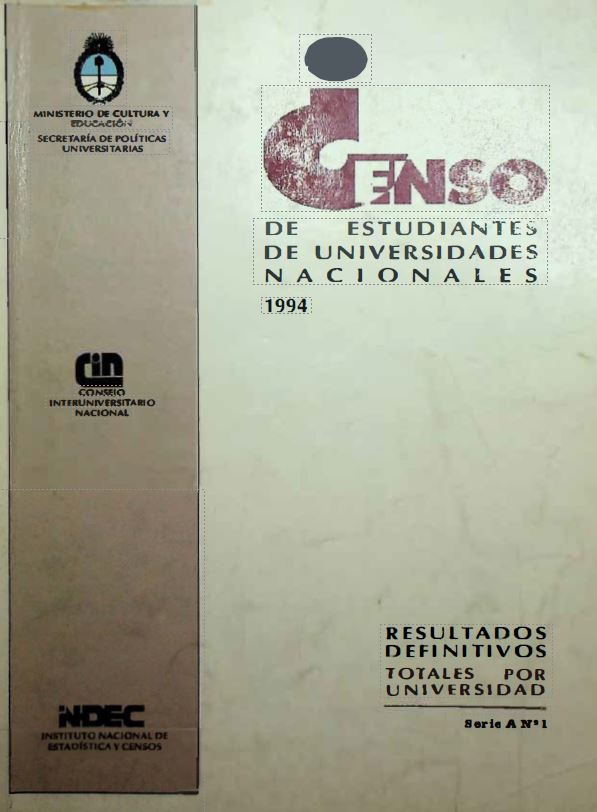 MINISTERIO DE CULTURA Y
EDUCACIÓN
SECRETARÍA DE POLÍTICAS
UNIVERSITARIAS
CENSO
DE ESTUDIANTES
DE UNIVERSIDADES
NACIONALES
1994
cin
CONSEJO
INTERUNIVERSITARIO
NACIONAL
RESULTADOS
DEFINITIVOS
TOTALES POR
UNIVERSIDAD
Serie A Nº 1
INDEC
INSTITUTO NACIONAL DE
ESTADÍSTICA Y CENSOS